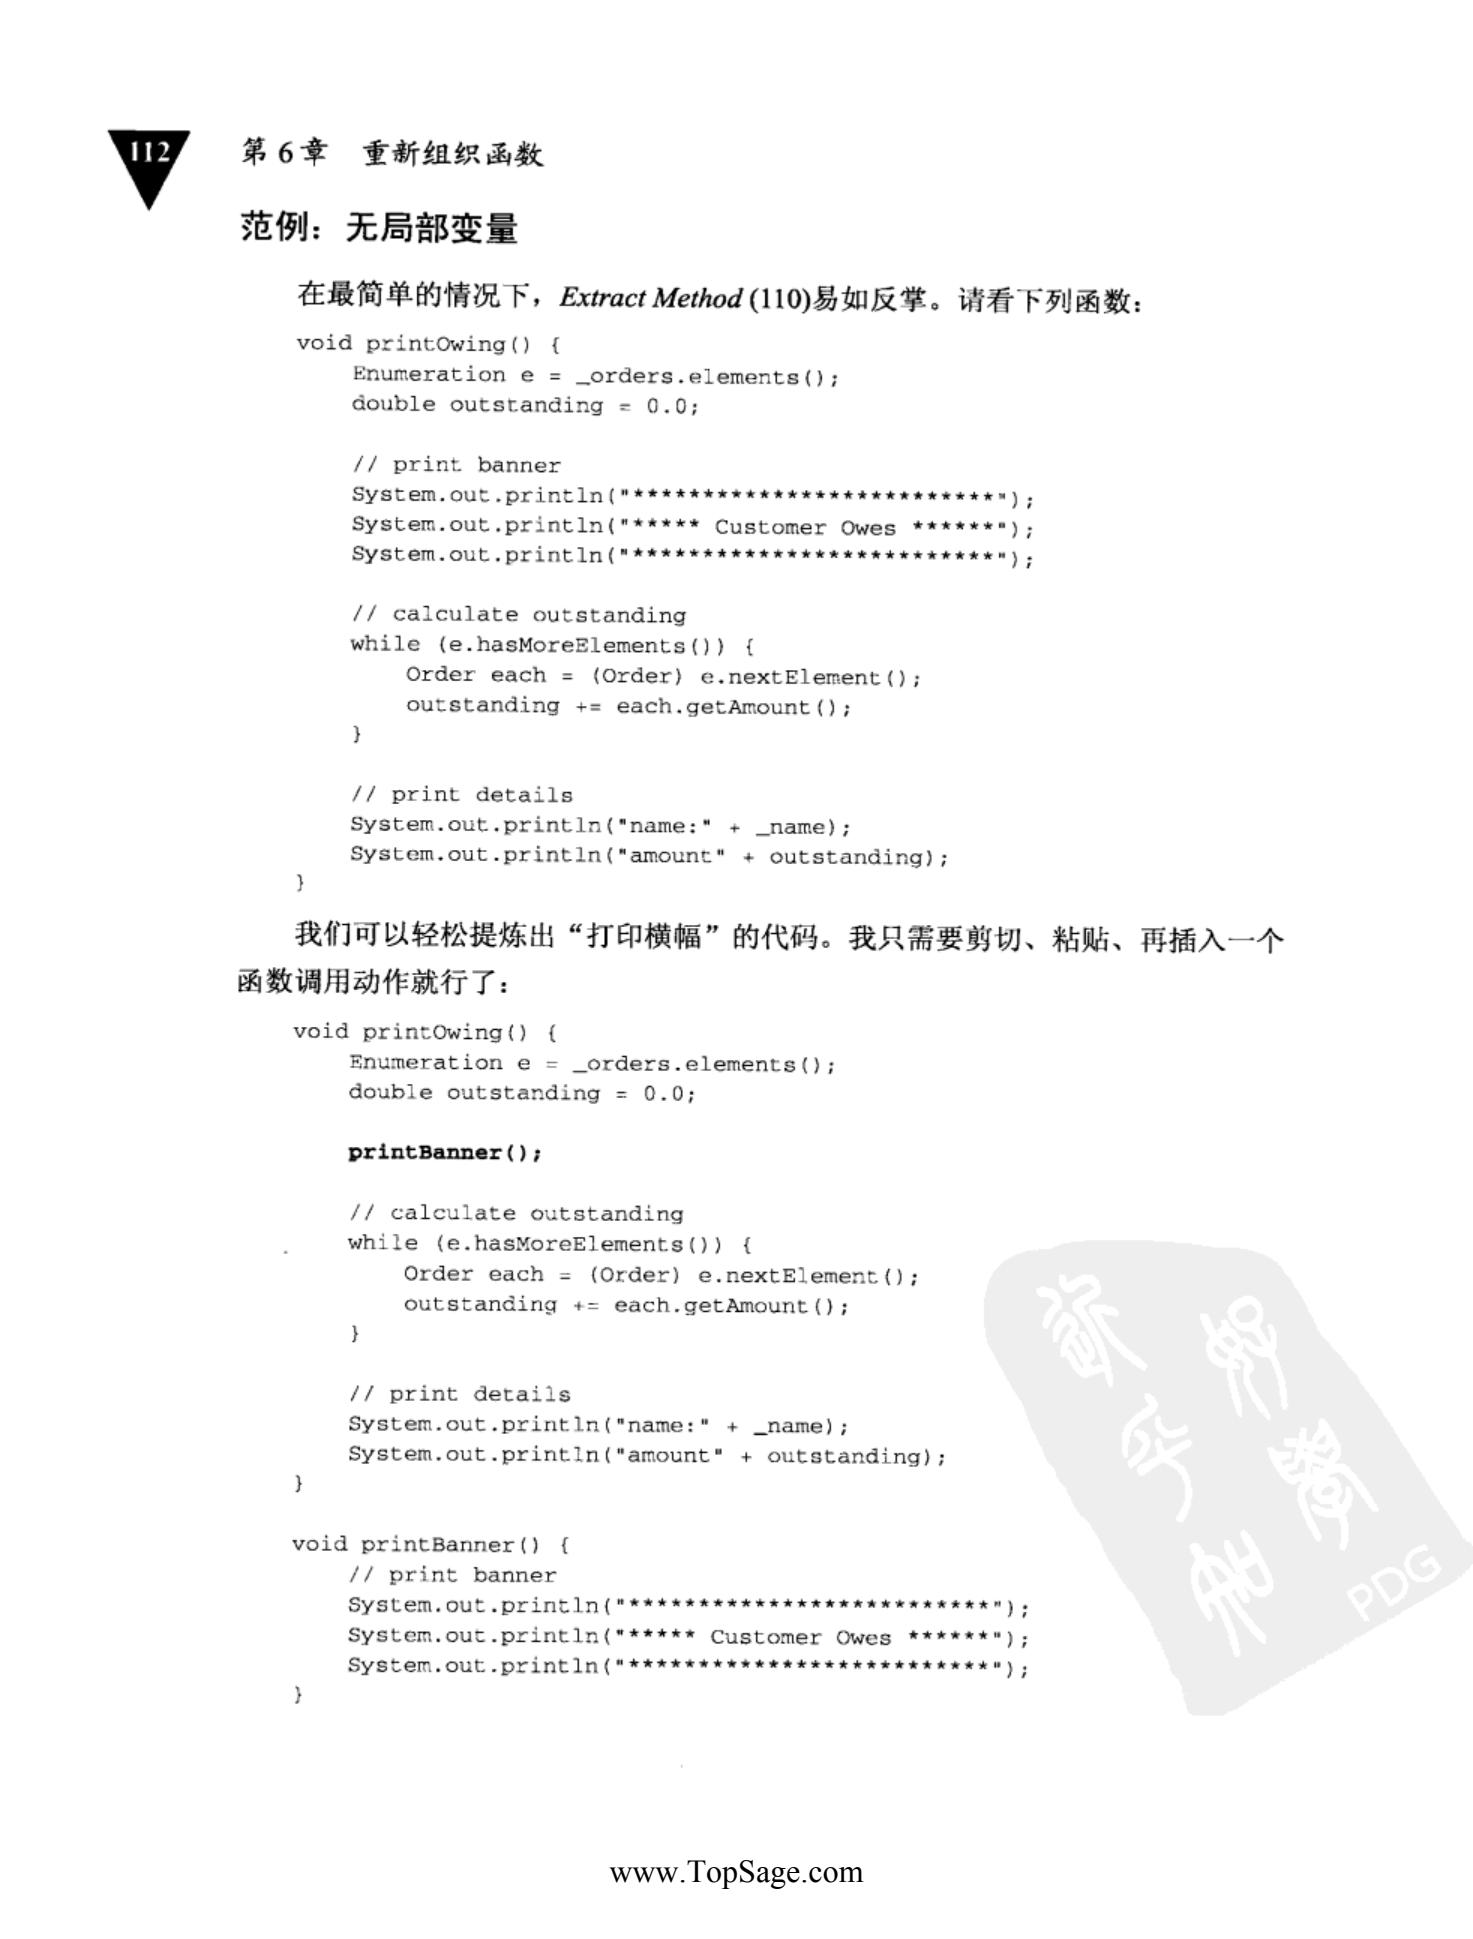 112
第 6 章 重新组织函数
范例：无局部变量
在最简单的情况下，Extract Method (110)易如反掌。请看下列函数：
void printOwing() {
Enumeration e = _orders.elements();
double outstanding = 0.0;
// print banner
System.out.println("**************************");
System.out.println("***** Customer Owes ******");
System.out.println("**************************");
// calculate outstanding
while (e.hasMoreElements()) {
Order each = (Order) e.nextElement();
outstanding += each.getAmount();
}
// print details
System.out.println("name:" + _name);
System.out.println("amount" + outstanding);
}
我们可以轻松提炼出“打印横幅”的代码。我只需要剪切、粘贴、再插入一个
函数调用动作就行了：
void printOwing() {
Enumeration e = _orders.elements();
double outstanding = 0.0;
printBanner();
// calculate outstanding
while (e.hasMoreElements()) {
Order each = (Order) e.nextElement();
outstanding += each.getAmount();
}
// print details
System.out.println("name:" + _name);
System.out.println("amount" + outstanding);
}
void printBanner() {
// print banner
System.out.println("**************************");
System.out.println("***** Customer Owes ******");
System.out.println("**************************");
}
PDG
www.TopSage.com